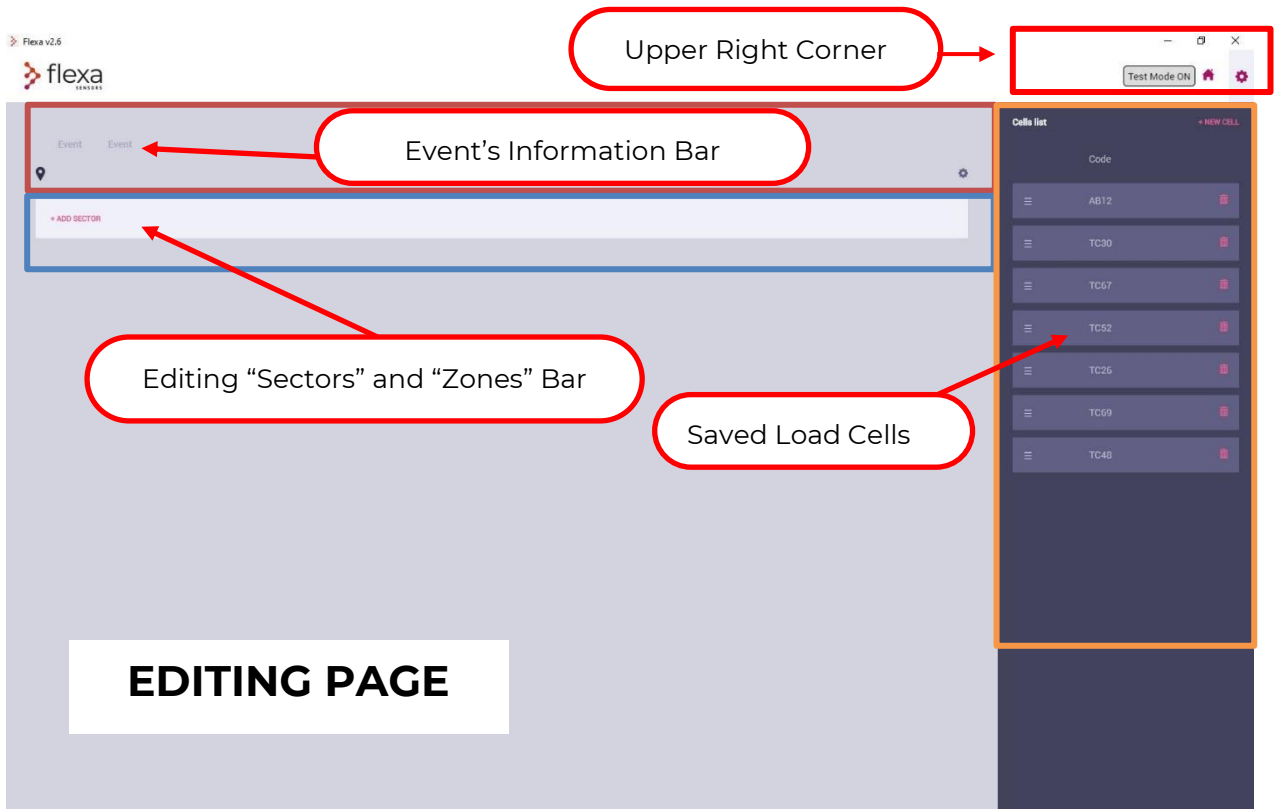 Upper Right Corner
Flexa v2.6
flexa
SENSORS
Test Mode ON
Event Event
Event's Information Bar
Cells list + NEW CELL
Code
+ ADD SECTOR
AB12
TC30
TC67
TC52
TC26
TC69
TC48
Editing “Sectors” and “Zones” Bar
Saved Load Cells
EDITING PAGE